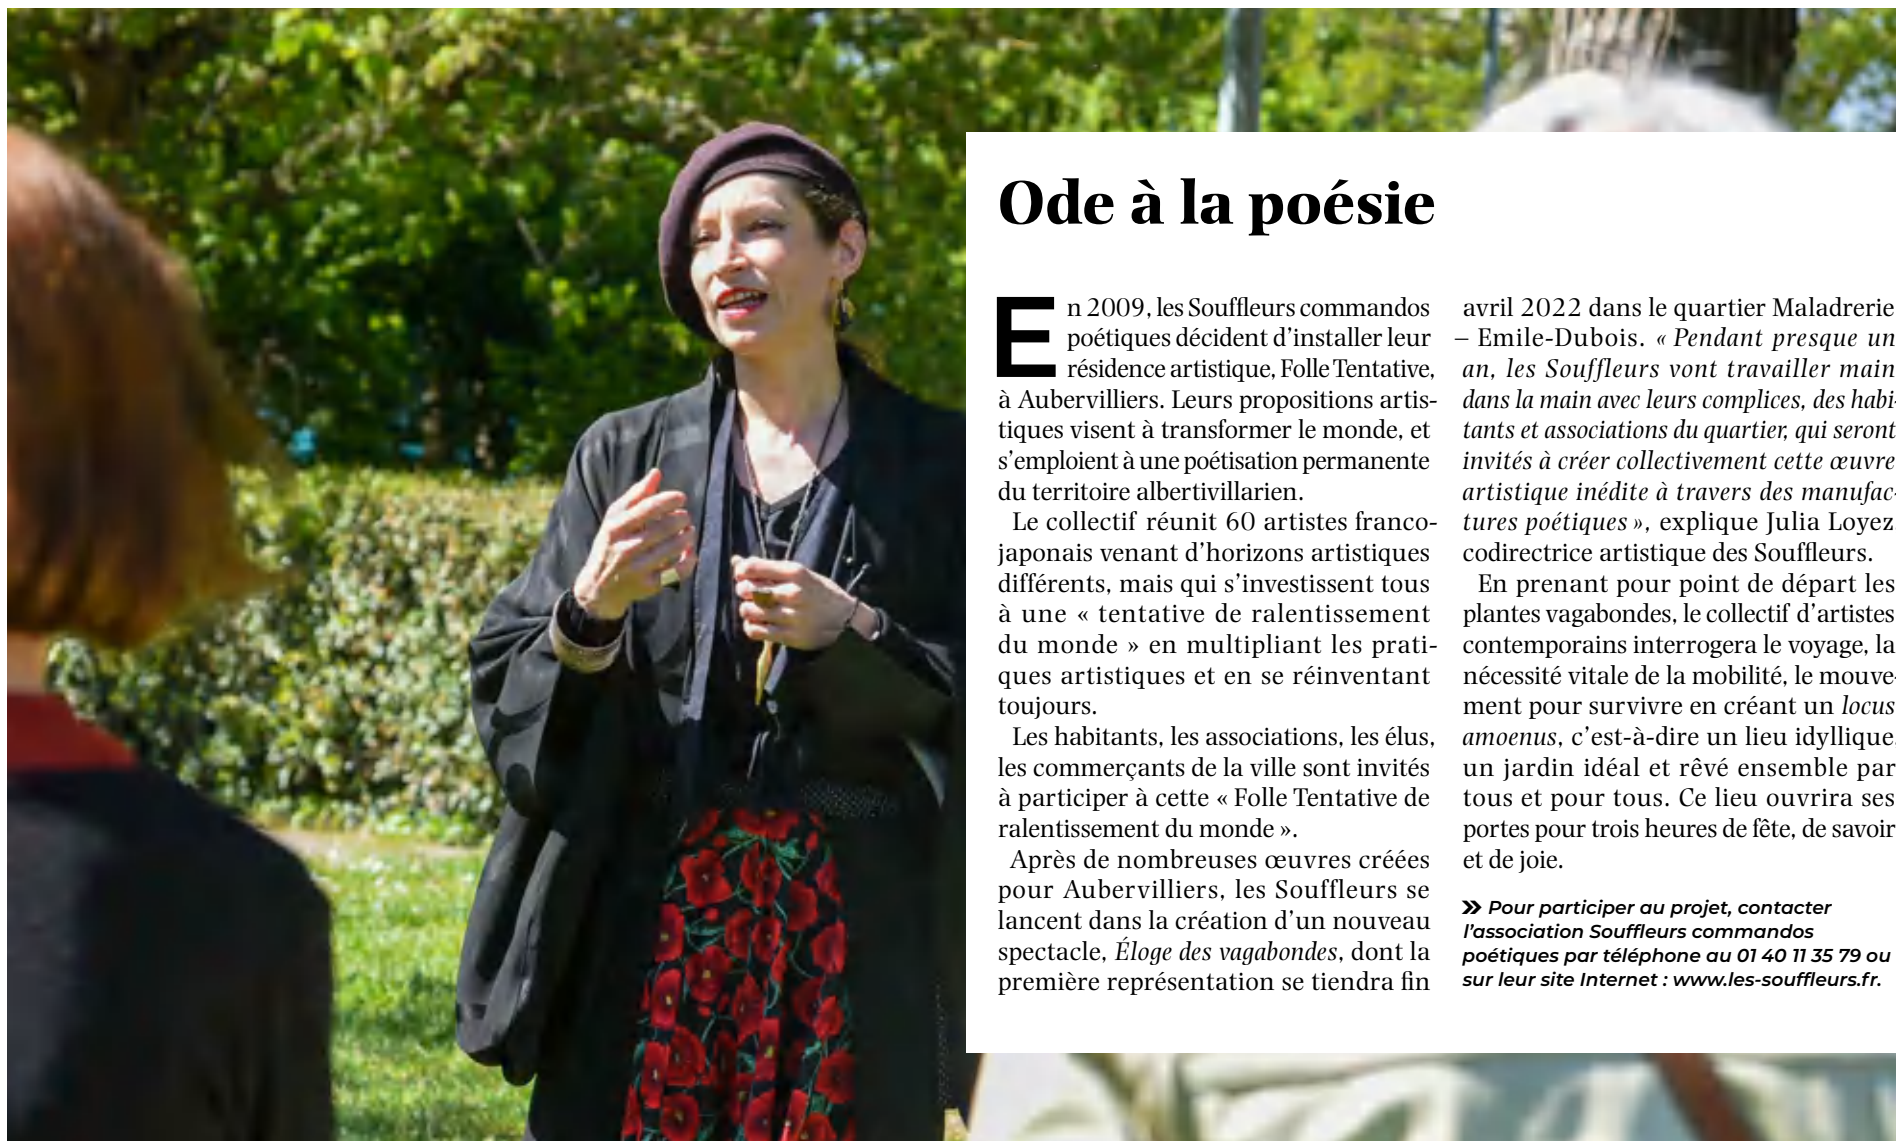 Ode à la poésie
En 2009, les Souffleurs commandos
poétiques décident d’installer leur
résidence artistique, Folle Tentative,
à Aubervilliers. Leurs propositions artis-
tiques visent à transformer le monde, et
s’emploient à une poétisation permanente
du territoire albertivillarien.
Le collectif réunit 60 artistes franco-
japonais venant d’horizons artistiques
différents, mais qui s’investissent tous
à une « tentative de ralentissement
du monde » en multipliant les prati-
ques artistiques et en se réinventant
toujours.
Les habitants, les associations, les élus,
les commerçants de la ville sont invités
à participer à cette « Folle Tentative de
ralentissement du monde ».
Après de nombreuses œuvres créées
pour Aubervilliers, les Souffleurs se
lancent dans la création d’un nouveau
spectacle, Éloge des vagabondes, dont la
première représentation se tiendra fin
avril 2022 dans le quartier Maladrerie
– Emile-Dubois. « Pendant presque un
an, les Souffleurs vont travailler main
dans la main avec leurs complices, des habi-
tants et associations du quartier, qui seront
invités à créer collectivement cette œuvre
artistique inédite à travers des manufac-
tures poétiques », explique Julia Loyez
codirectrice artistique des Souffleurs.
En prenant pour point de départ les
plantes vagabondes, le collectif d’artistes
contemporains interrogera le voyage, la
nécessité vitale de la mobilité, le mouve-
ment pour survivre en créant un locus
amoenus, c’est-à-dire un lieu idyllique,
un jardin idéal et rêvé ensemble par
tous et pour tous. Ce lieu ouvrira ses
portes pour trois heures de fête, de savoir
et de joie.
» Pour participer au projet, contacter
l’association Souffleurs commandos
poétiques par téléphone au 01 40 11 35 79 ou
sur leur site Internet : www.les-souffleurs.fr.